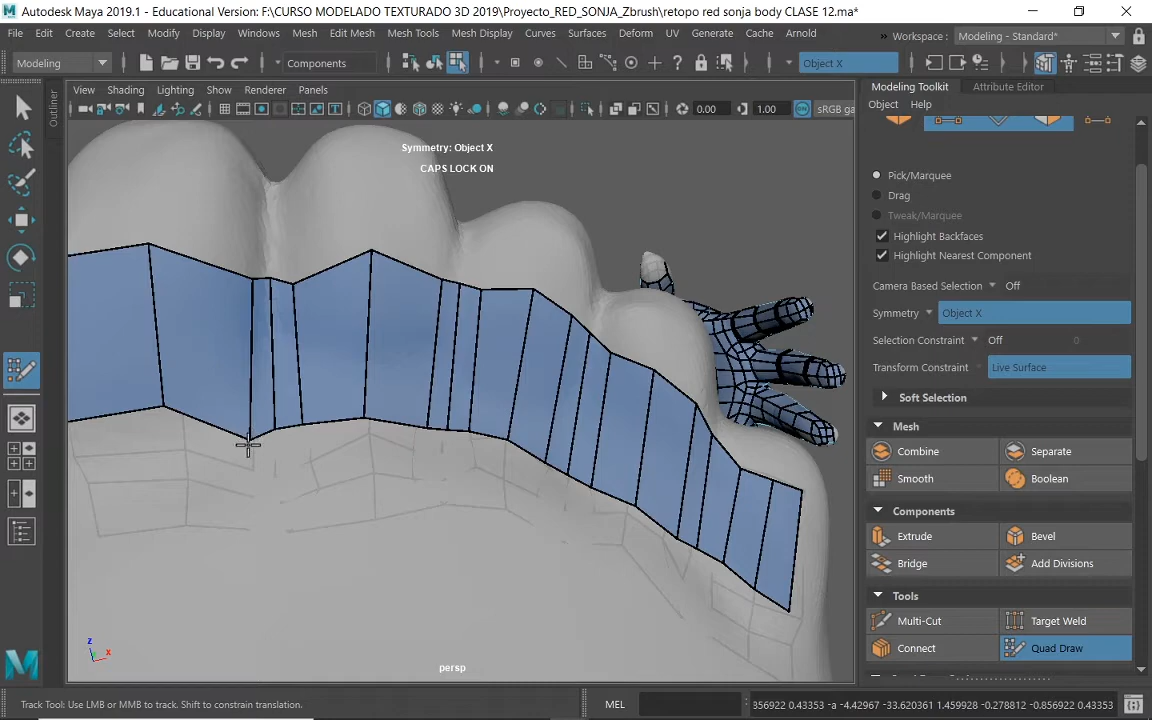 Autodesk Maya 2019.1 - Educational Version: F:\CURSO MODELADO TEXTURADO 3D 2019\Proyecto_RED_SONJA_Zbrush\retopo red sonja body CLASE 12.ma*
File Edit Create Select Modify Display Windows Mesh Edit Mesh Mesh Tools Mesh Display Curves Surfaces Deform UV Generate Cache Arnold
Workspace : Modeling - Standard*
Modeling Components Object X
View Shading Lighting Show Renderer Panels
0.00 1.00 sRGB ga
Outliner
Symmetry: Object X
CAPS LOCK ON
z
x
persp
Modeling Toolkit Attribute Editor
Object Help
Pick/Marquee
Drag
Tweak/Marquee
Highlight Backfaces
Highlight Nearest Component
Camera Based Selection Off
Symmetry Object X
Selection Constraint Off 0
Transform Constraint Live Surface
Soft Selection
Mesh
Combine Separate
Smooth Boolean
Components
Extrude Bevel
Bridge Add Divisions
Tools
Multi-Cut Target Weld
Connect Quad Draw
Track Tool: Use LMB or MMB to track. Shift to constrain translation. MEL 356922 0.43353 -a -4.42967 -33.620361 1.459928 -0.278812 -0.856922 0.43353